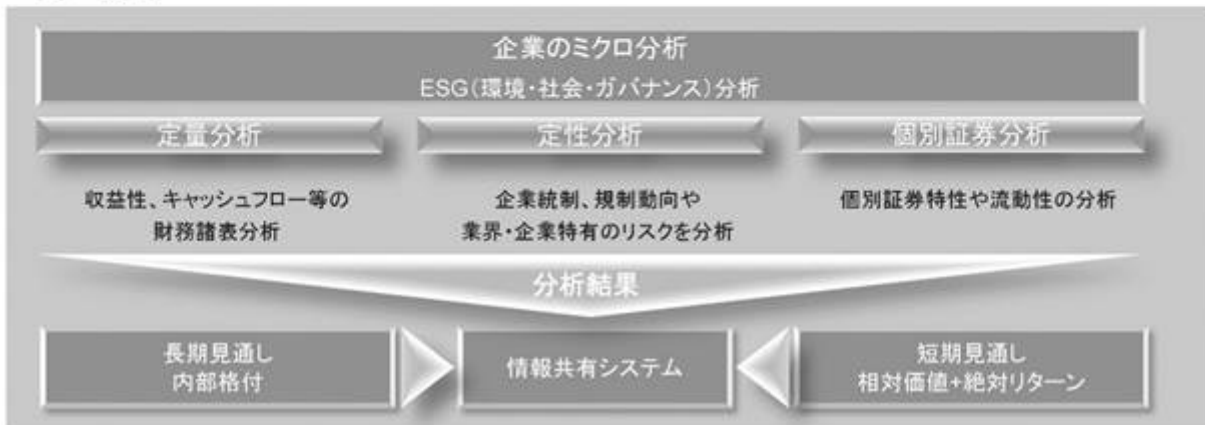 企業のミクロ分析
ESG(環境・社会・ガバナンス)分析
定量分析
定性分析
個別証券分析
収益性、キャッシュフロー等の
財務諸表分析
企業統制、規制動向や
業界・企業特有のリスクを分析
個別証券特性や流動性の分析
分析結果
長期見通し
内部格付
情報共有システム
短期見通し
相対価値+絶対リターン